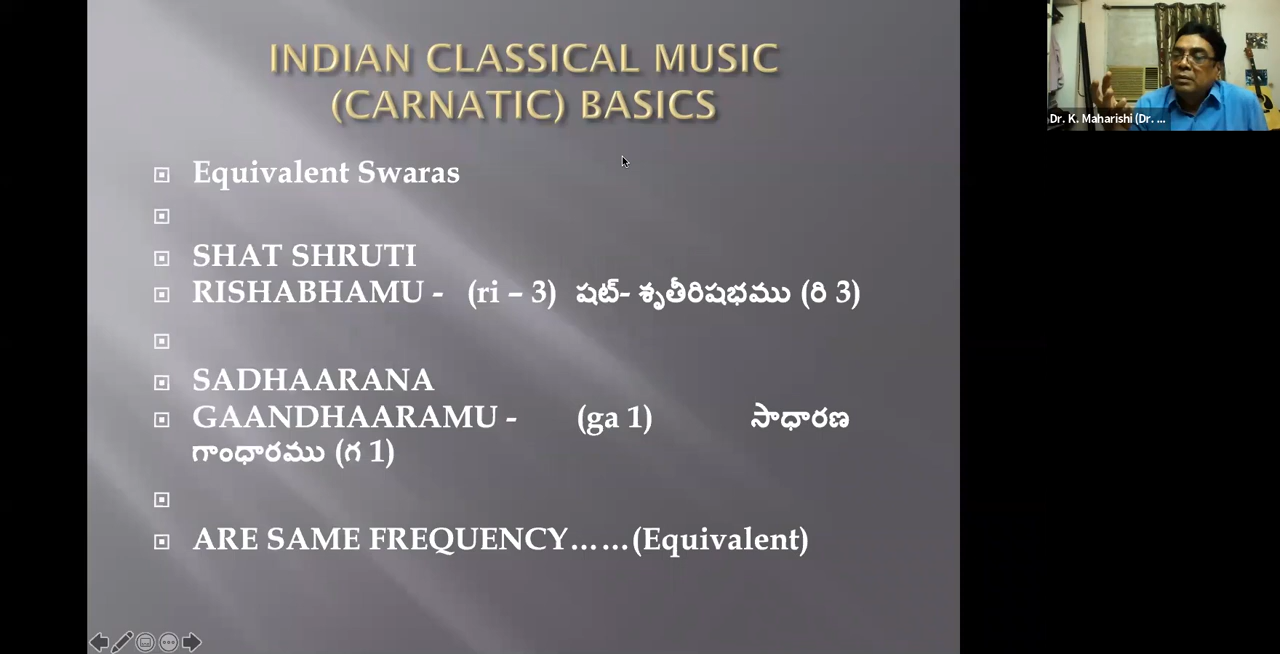 INDIAN CLASSICAL MUSIC
(CARNATIC) BASICS
Equivalent Swaras
SHAT SHRUTI
RISHABHAMU - (ri – 3) షట్- శృతీరిషభము (రి 3)
SADHAARANA
GAANDHAARAMU - (ga 1) సాధారణ
గాంధారము (గ 1)
ARE SAME FREQUENCY……(Equivalent)
Dr. K. Maharishi (Dr. ...